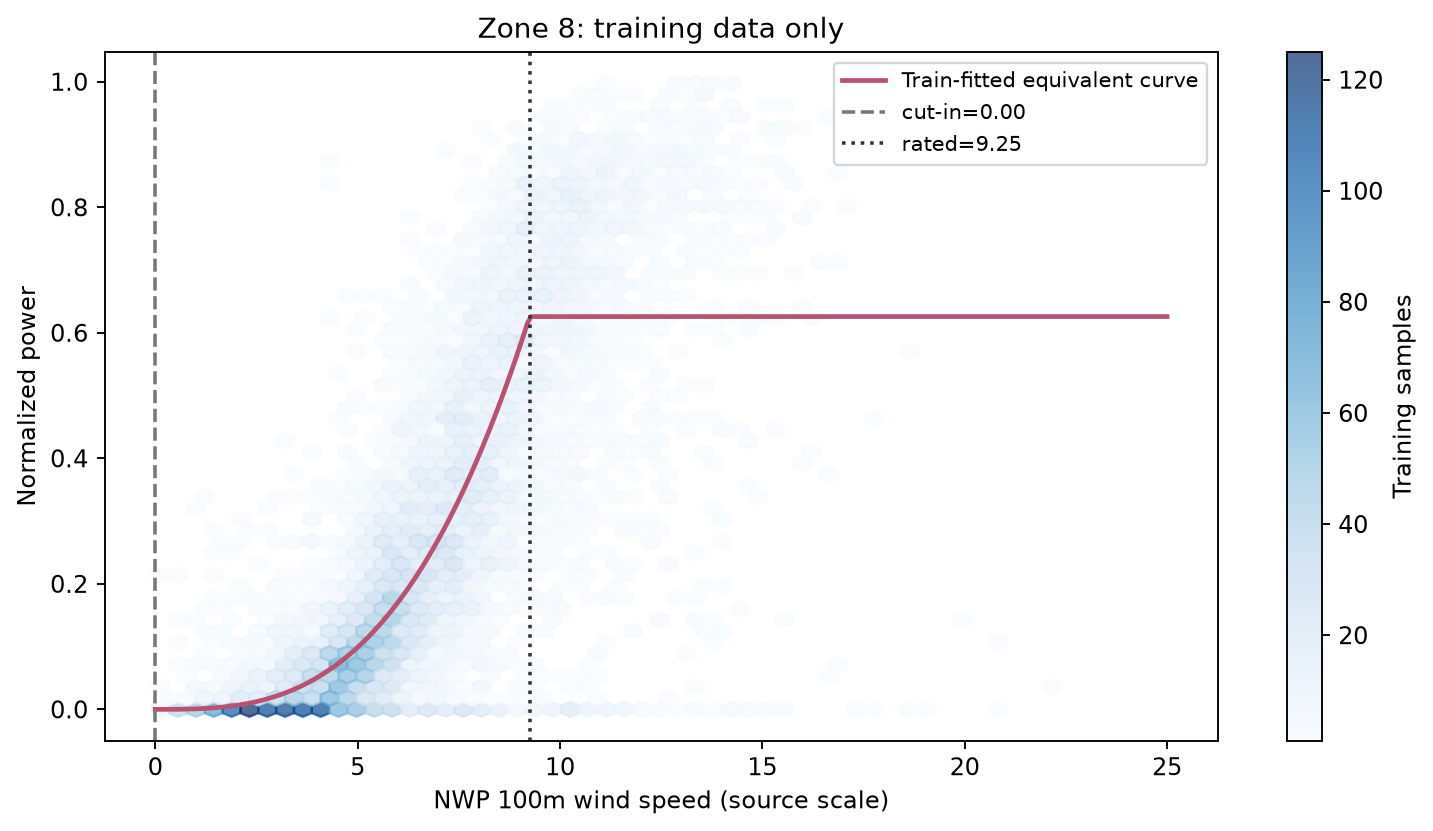 Zone 8: training data only
Normalized power
1.0
0.8
0.6
0.4
0.2
0.0
0
5
10
15
20
25
NWP 100m wind speed (source scale)
Train-fitted equivalent curve
cut-in=0.00
rated=9.25
120
100
80
60
40
20
Training samples